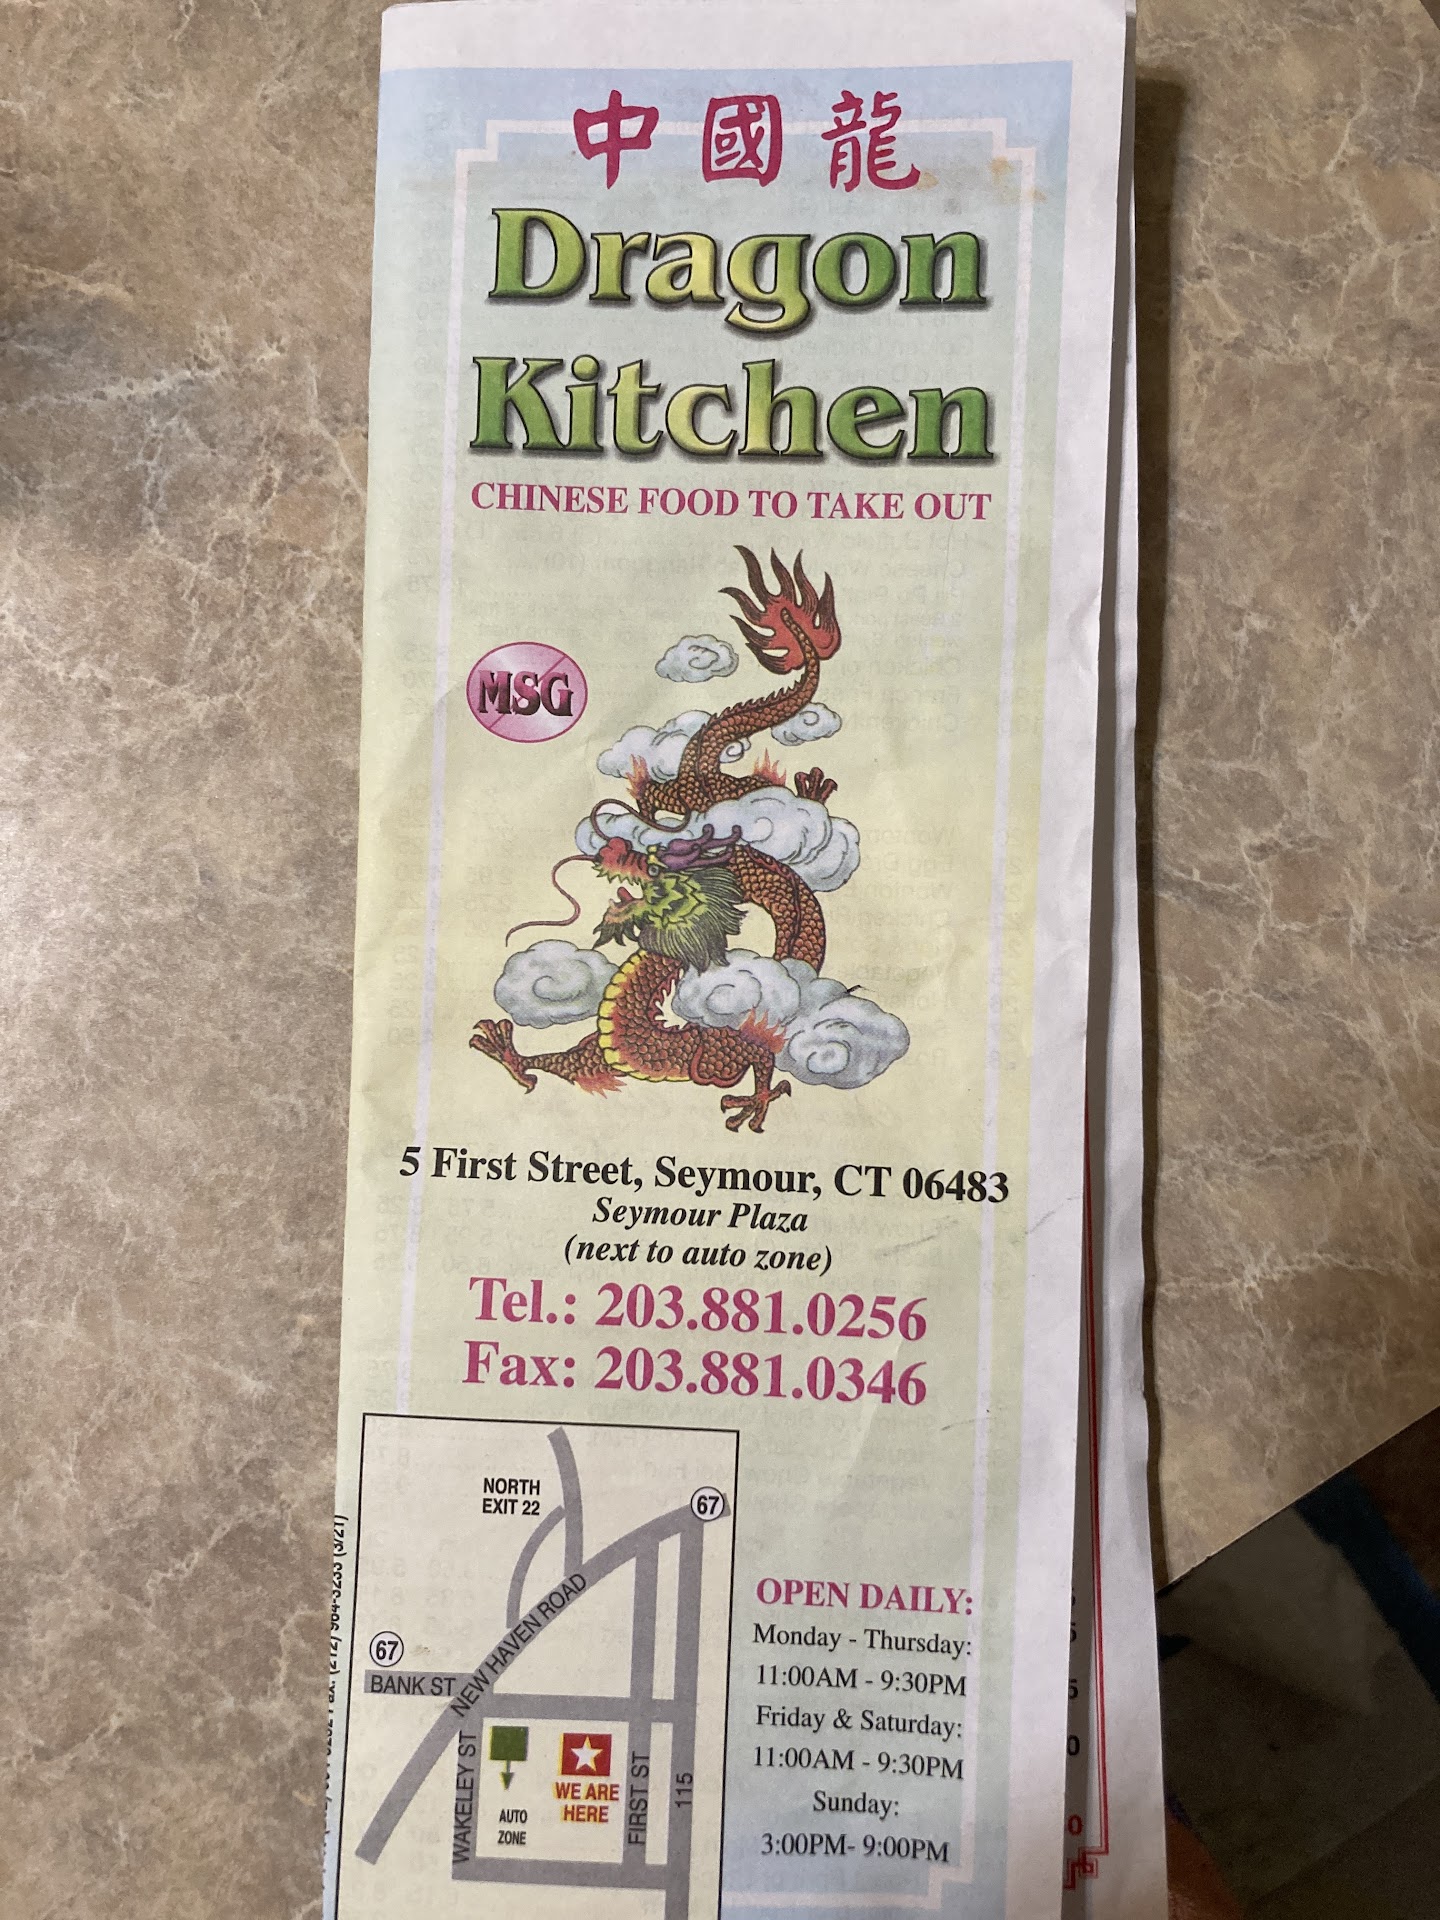 中國龍
Dragon
Kitchen
CHINESE FOOD TO TAKE OUT
MSG
5 First Street, Seymour, CT 06483
Seymour Plaza
(next to auto zone)
Tel.: 203.881.0256
Fax: 203.881.0346
NORTH
EXIT 22
67
NEW HAVEN ROAD
67
BANK ST
WAKELEY ST
AUTO
ZONE
WE ARE
HERE
FIRST ST
115
OPEN DAILY:
Monday - Thursday:
11:00AM - 9:30PM
Friday & Saturday:
11:00AM - 9:30PM
Sunday:
3:00PM- 9:00PM
(3/21)